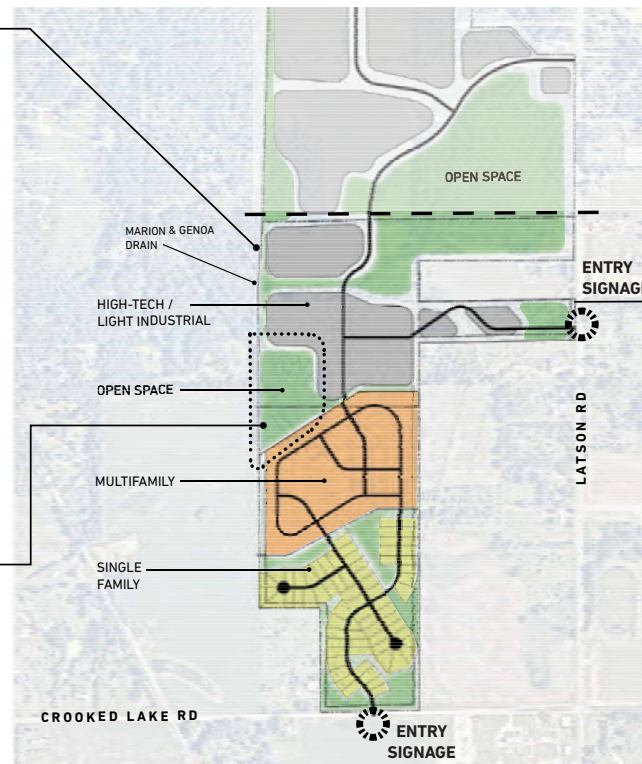 OPEN SPACE
MARION & GENOA
DRAIN
ENTRY
SIGNAGE
HIGH-TECH /
LIGHT INDUSTRIAL
OPEN SPACE
LATSON RD
MULTIFAMILY
SINGLE
FAMILY
CROOKED LAKE RD
ENTRY
SIGNAGE